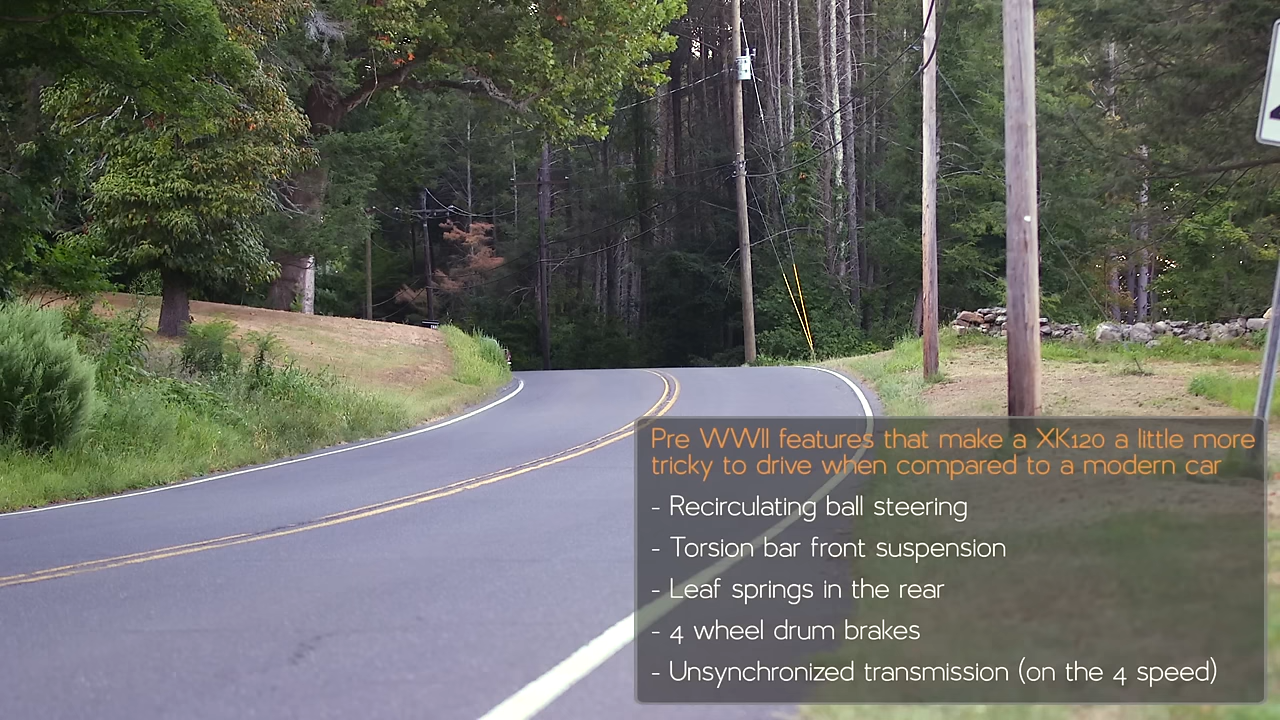 Pre WWII features that make a XK120 a little more
tricky to drive when compared to a modern car
- Recirculating ball steering
- Torsion bar front suspension
- Leaf springs in the rear
- 4 wheel drum brakes
- Unsynchronized transmission (on the 4 speed)